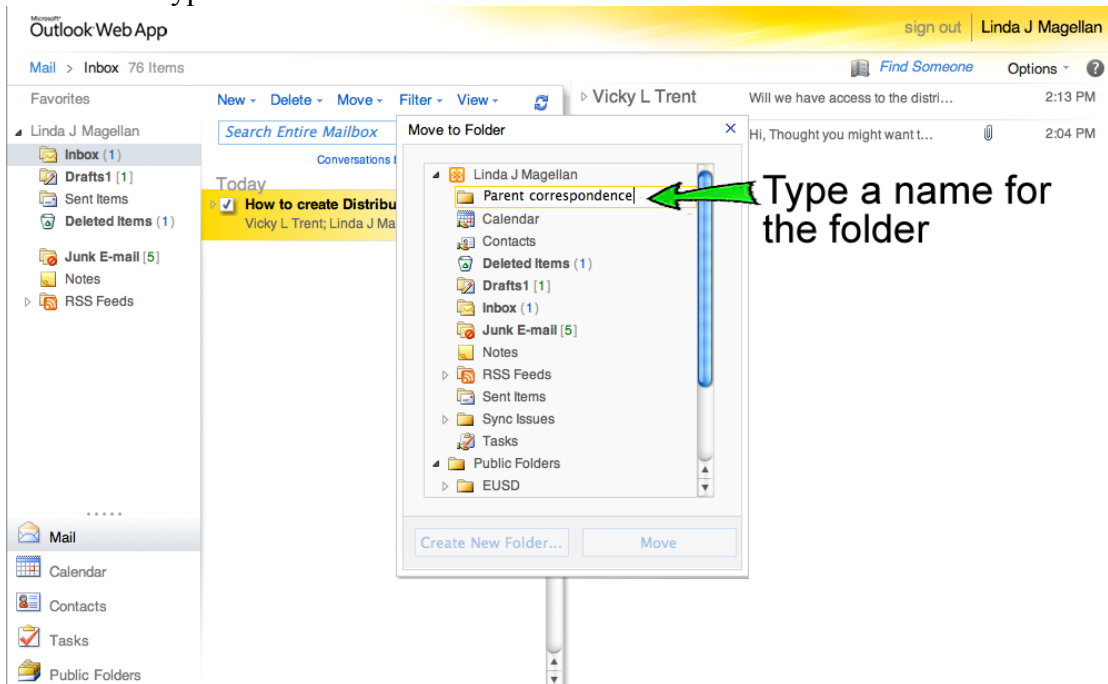 Microsoft®
Outlook Web App
sign out Linda J Magellan
Mail > Inbox 76 Items
Find Someone Options
Favorites
New Delete Move Filter View
Vicky L Trent Will we have access to the distri... 2:13 PM
Linda J Magellan
Search Entire Mailbox
Move to Folder
Hi, Thought you might want t... 2:04 PM
Inbox (1)
Conversations
Drafts1 [1]
Today
Sent Items
How to create Distribu
Deleted Items (1)
Vicky L Trent; Linda J Ma
Junk E-mail [5]
Notes
RSS Feeds
Linda J Magellan
Parent correspondence
Calendar
Contacts
Deleted Items (1)
Drafts1 [1]
Inbox (1)
Junk E-mail [5]
Notes
RSS Feeds
Sent Items
Sync Issues
Tasks
Public Folders
EUSD
Create New Folder... Move
Type a name for
the folder
Mail
Calendar
Contacts
Tasks
Public Folders